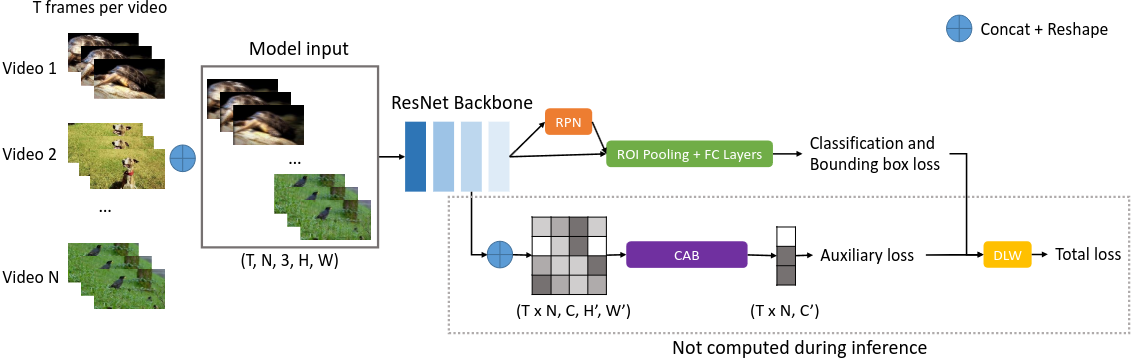 T frames per video
Concat + Reshape
Model input
Video 1
ResNet Backbone
RPN
Video 2
ROI Pooling + FC Layers
Classification and
Bounding box loss
...
...
Video N
(T, N, 3, H, W)
CAB
Auxiliary loss
DLW
Total loss
(T x N, C, H’, W’)
(T x N, C’)
Not computed during inference